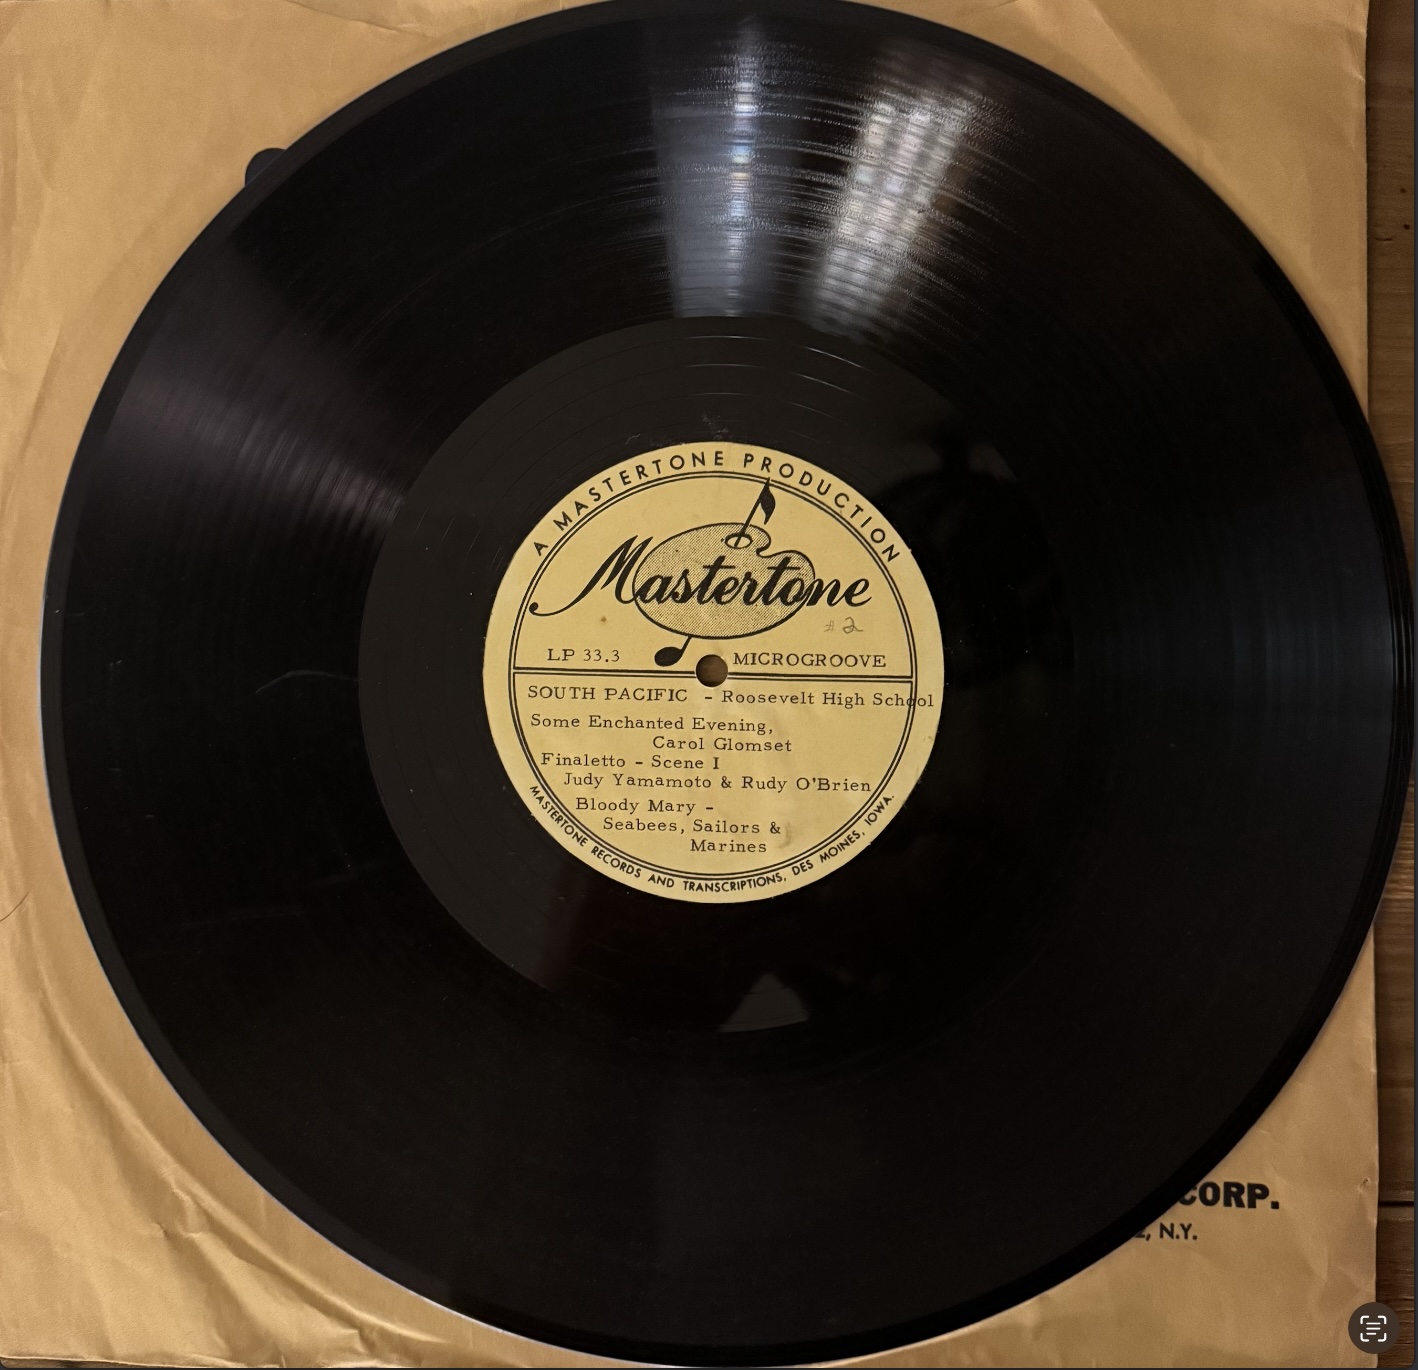 A MASTERTONE PRODUCTION
Mastertone
# 2
LP 33.3 MICROGROOVE
SOUTH PACIFIC - Roosevelt High School
Some Enchanted Evening,
Carol Glomset
Finaletto - Scene I
Judy Yamamoto & Rudy O'Brien
Bloody Mary -
Seabees, Sailors &
Marines
MASTERTONE RECORDS AND TRANSCRIPTIONS, DES MOINES, IOWA.
CORP.
N.Y.